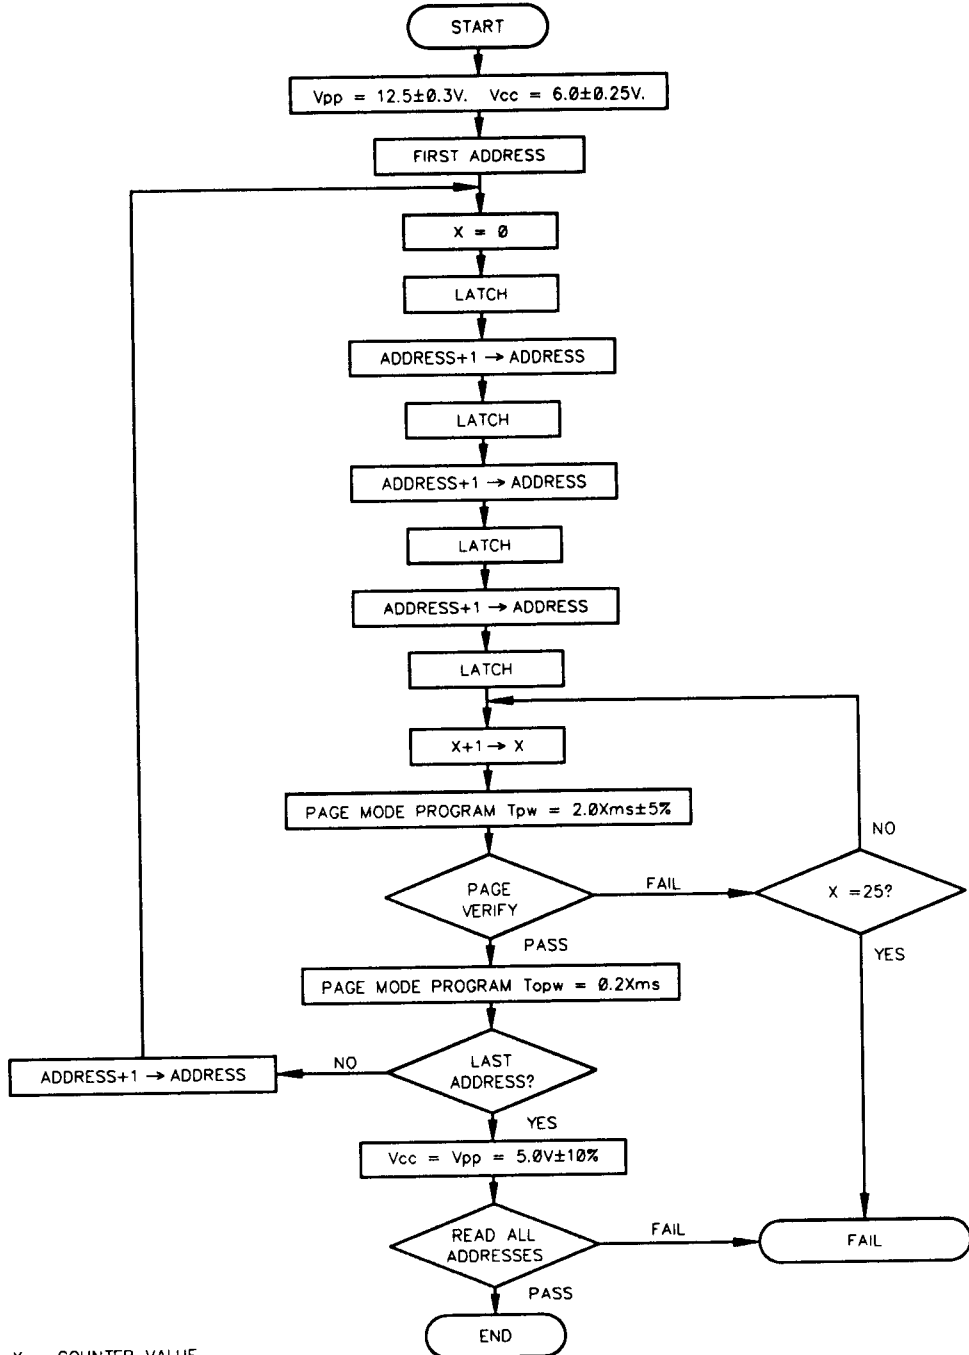 START
Vpp = 12.5±0.3V. Vcc = 6.0±0.25V.
FIRST ADDRESS
X = 0
LATCH
ADDRESS+1 → ADDRESS
LATCH
ADDRESS+1 → ADDRESS
LATCH
ADDRESS+1 → ADDRESS
LATCH
X+1 → X
PAGE MODE PROGRAM Tpw = 2.0Xms±5%
NO
PAGE
VERIFY
FAIL
X =25?
PASS
YES
PAGE MODE PROGRAM Topw = 0.2Xms
LAST
ADDRESS?
NO
ADDRESS+1 → ADDRESS
YES
Vcc = Vpp = 5.0V±10%
READ ALL
ADDRESSES
FAIL
FAIL
PASS
END
COUNTER VALUE